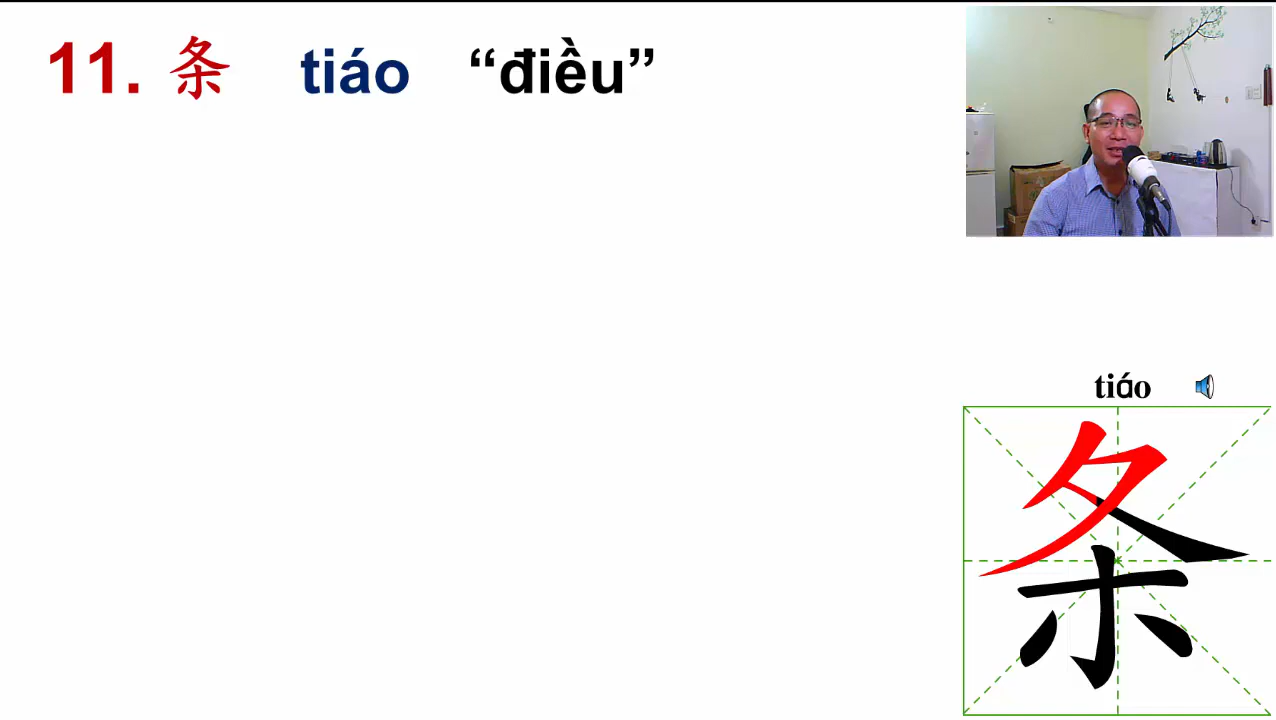 11. 条 tiáo “điều”
tiáo
条